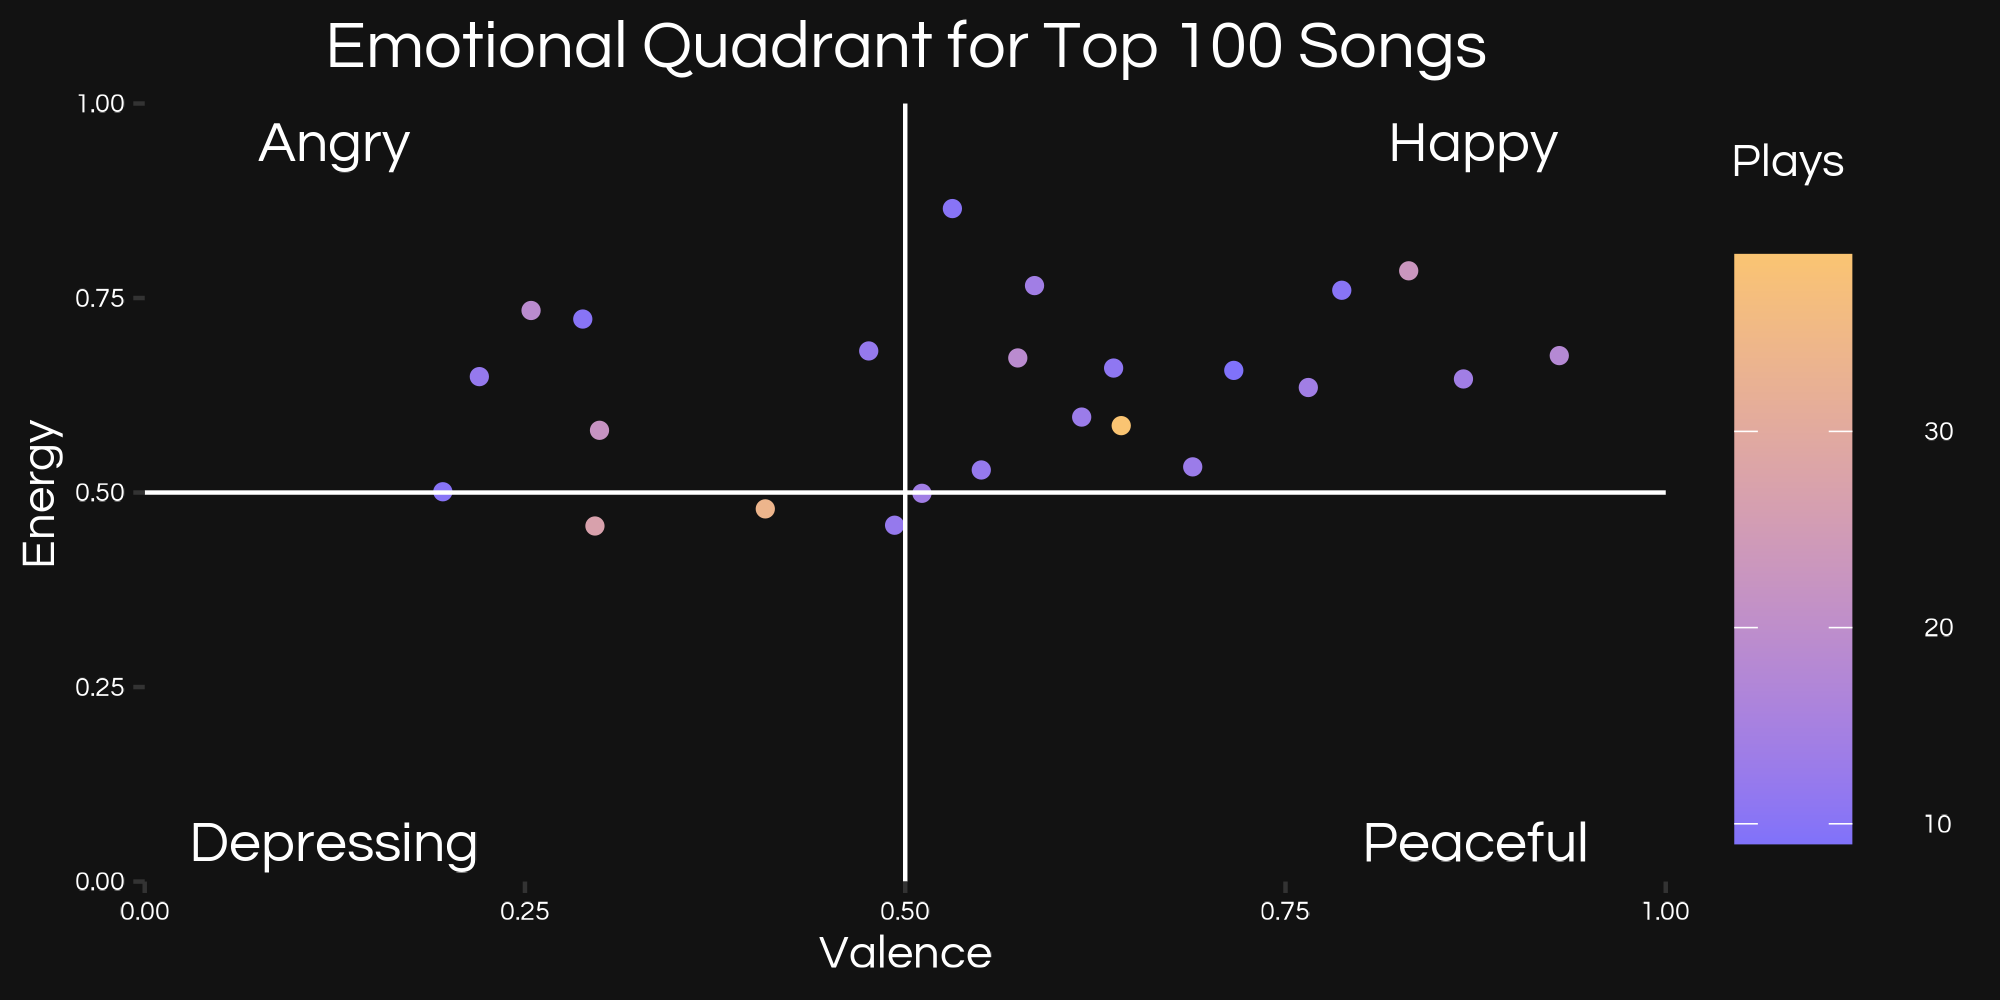 Emotional Quadrant for Top 100 Songs
1.00
Angry
Happy
Plays
0.75
Energy
30
0.50
20
0.25
10
Depressing
Peaceful
0.00
0.00 0.25 0.50 0.75 1.00
Valence